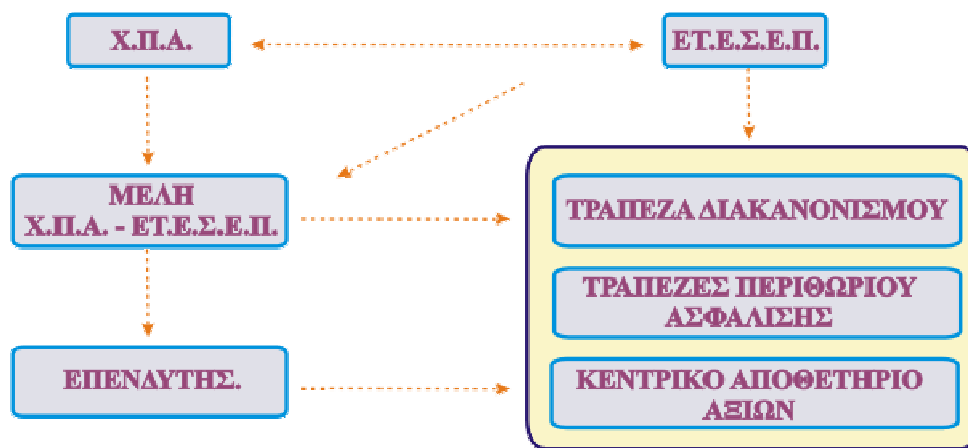 Χ.Π.Α.
ΕΤ.Ε.Σ.Ε.Π.
ΜΕΛΗ
Χ.Π.Α. - ΕΤ.Ε.Σ.Ε.Π.
ΤΡΑΠΕΖΑ ΔΙΑΚΑΝΟΝΙΣΜΟΥ
ΤΡΑΠΕΖΕΣ ΠΕΡΙΘΩΡΙΟΥ
ΑΣΦΑΛΙΣΗΣ
ΕΠΕΝΔΥΤΗΣ.
ΚΕΝΤΡΙΚΟ ΑΠΟΘΕΤΗΡΙΟ
ΑΞΙΩΝ